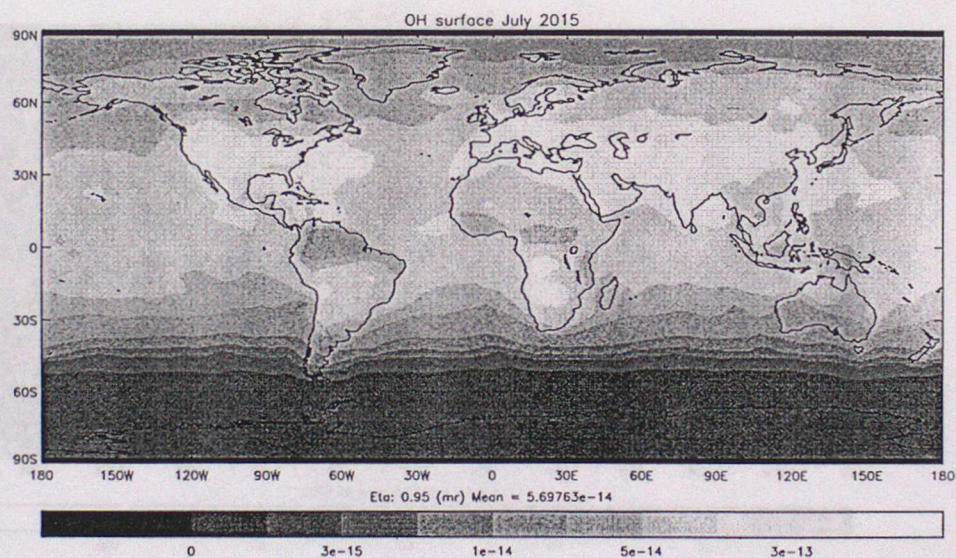 OH surface July 2015
90N
60N
30N
0
30S
60S
90S
180 150W 120W 90W 60W 30W 0 30E 60E 90E 120E 150E 180
Eta: 0.95 (mr) Mean = 5.69763e-14
0 3e-15 1e-14 5e-14 3e-13